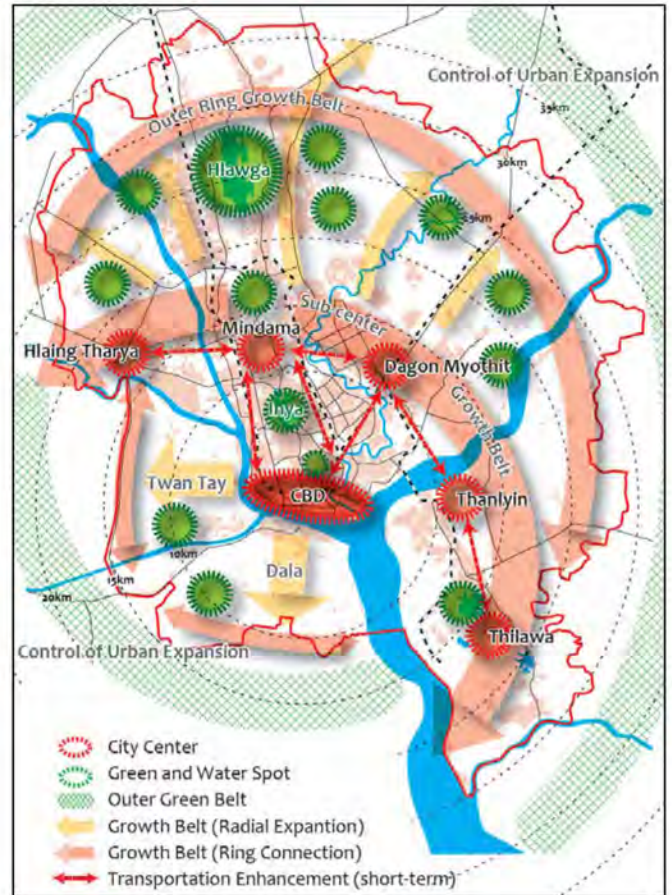 Control of Urban Expansion
35km
Outer Ring Growth Belt
30km
Hlawga
25km
Sub center
Mindama
Hlaing Tharya
Dagon Myothit
Inya
Growth Belt
Twan Tay
CBD
Thanlyin
10km
Dala
15km
20km
Thilawa
Control of Urban Expansion
City Center
Green and Water Spot
Outer Green Belt
Growth Belt (Radial Expantion)
Growth Belt (Ring Connection)
Transportation Enhancement (short-term)